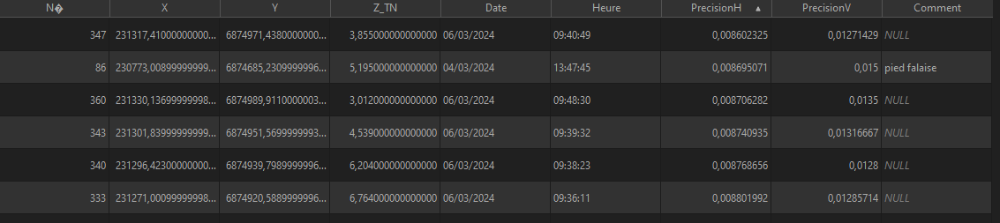 N� X Y Z_TN Date Heure PrecisionH ▲ PrecisionV Comment
347 231317,41000000000... 6874971,4380000000... 3,855000000000000 06/03/2024 09:40:49 0,008602325 0,01271429 NULL
86 230773,00899999999... 6874685,2309999996... 5,195000000000000 04/03/2024 13:47:45 0,008695071 0,015 pied falaise
360 231330,13699999998... 6874989,9110000003... 3,012000000000000 06/03/2024 09:48:30 0,008706282 0,0135 NULL
343 231301,83999999999... 6874951,5699999993... 4,539000000000000 06/03/2024 09:39:32 0,008740935 0,01316667 NULL
340 231296,42300000000... 6874939,7989999996... 6,204000000000000 06/03/2024 09:38:23 0,008768656 0,0128 NULL
333 231271,00099999998... 6874920,5889999996... 6,764000000000000 06/03/2024 09:36:11 0,008801992 0,01285714 NULL